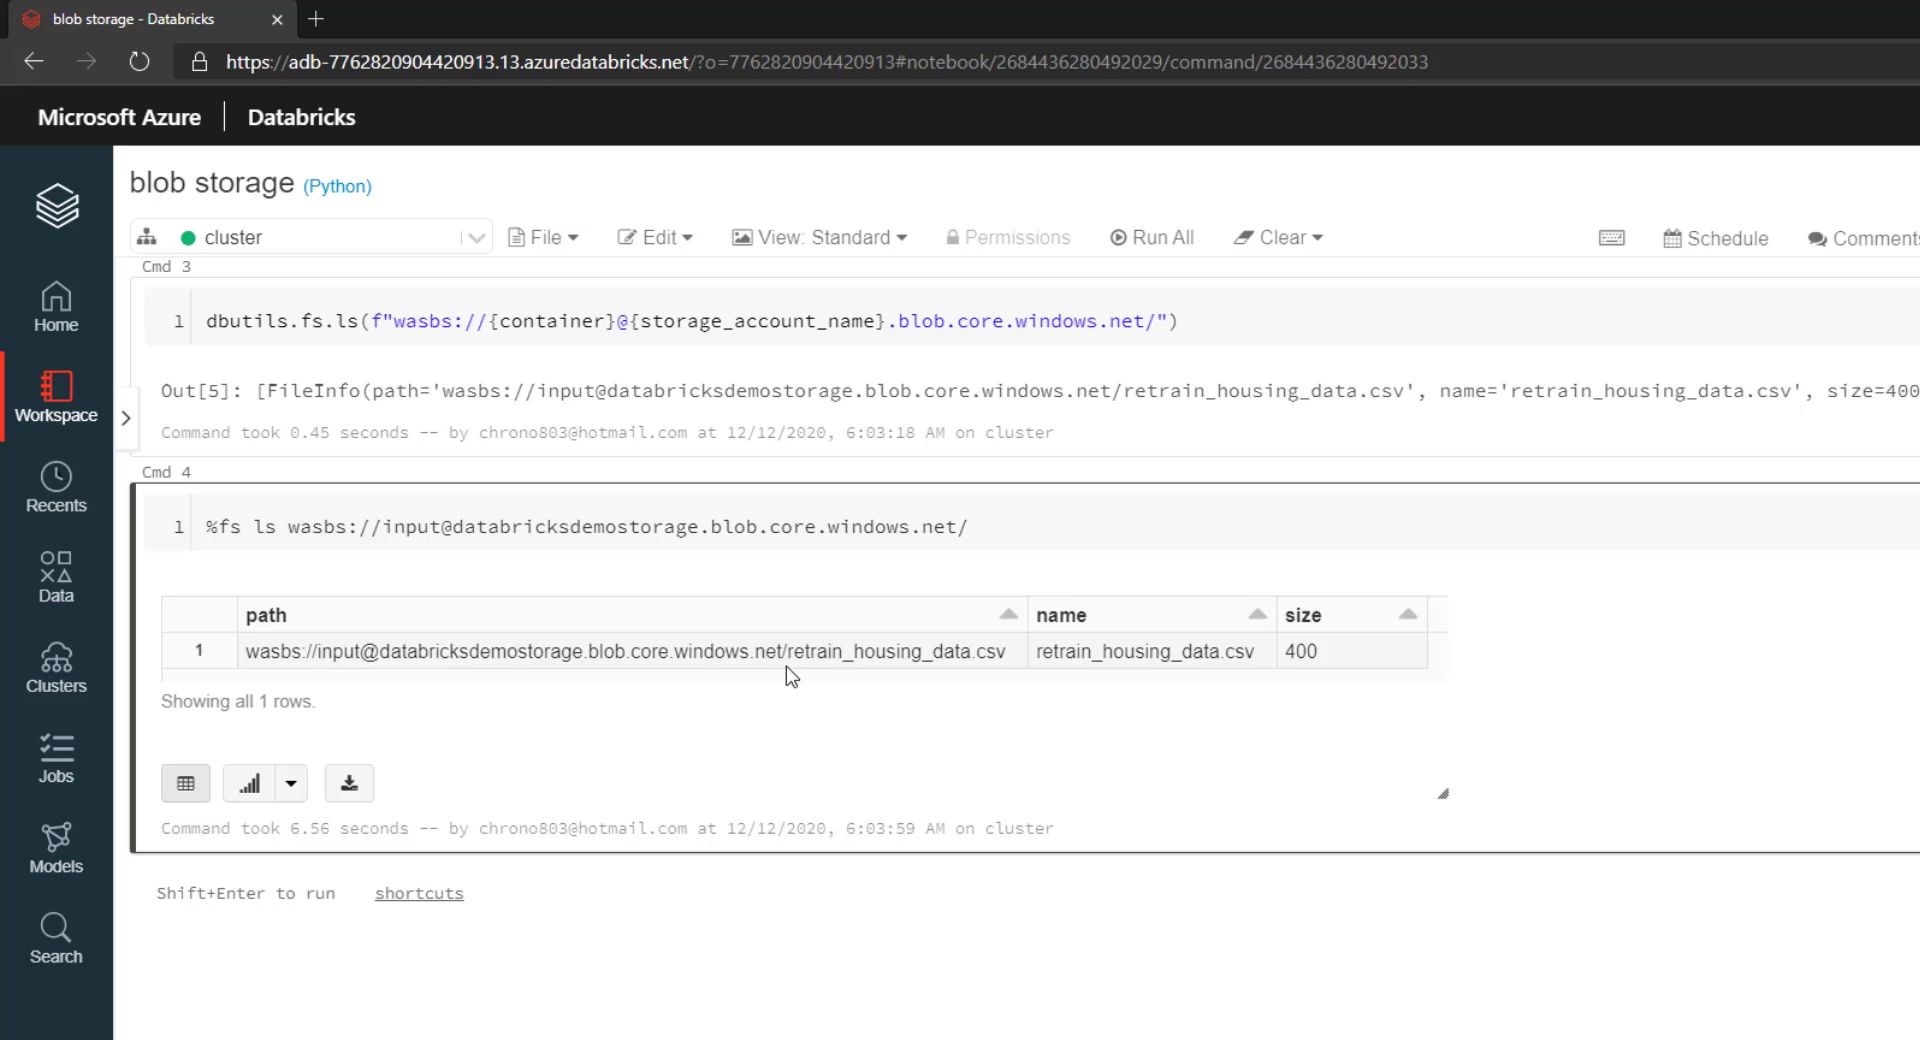 blob storage - Databricks
https://adb-7762820904420913.13.azuredatabricks.net/?o=7762820904420913#notebook/2684436280492029/command/2684436280492033
Microsoft Azure | Databricks
blob storage (Python)
cluster File Edit View: Standard Permissions Run All Clear Schedule Comments
Cmd 3
1 dbutils.fs.ls(f"wasbs://{container}@{storage_account_name}.blob.core.windows.net/")
Out[5]: [FileInfo(path='wasbs://input@databricksdemostorage.blob.core.windows.net/retrain_housing_data.csv', name='retrain_housing_data.csv', size=400
Command took 0.45 seconds -- by chrono803@hotmail.com at 12/12/2020, 6:03:18 AM on cluster
Cmd 4
1 %fs ls wasbs://input@databricksdemostorage.blob.core.windows.net/
path name size
1 wasbs://input@databricksdemostorage.blob.core.windows.net/retrain_housing_data.csv retrain_housing_data.csv 400
Showing all 1 rows.
Command took 6.56 seconds -- by chrono803@hotmail.com at 12/12/2020, 6:03:59 AM on cluster
Shift+Enter to run shortcuts
Home
Workspace
Recents
Data
Clusters
Jobs
Models
Search